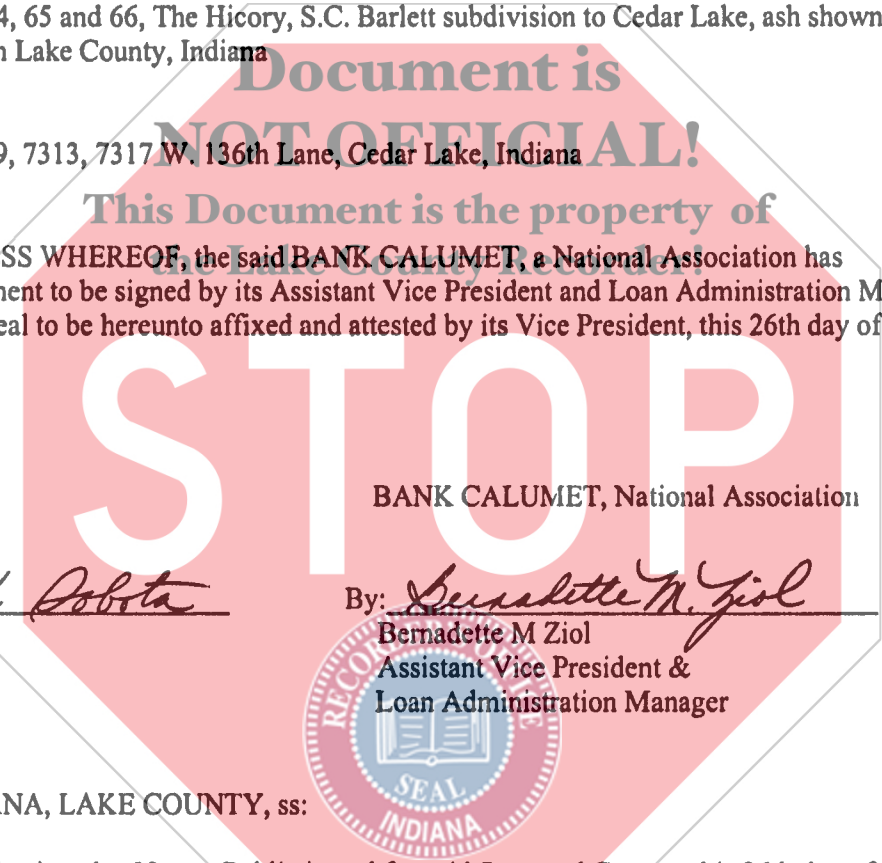 4, 65 and 66, The Hicory, S.C. Barlett subdivision to Cedar Lake, ash shown
n Lake County, Indiana
Document is
NOT OFFICIAL!
9, 7313, 7317 W. 136th Lane, Cedar Lake, Indiana
This Document is the property of
the Lake County Recorder!
SS WHEREOF, the said BANK CALUMET, a National Association has
nent to be signed by its Assistant Vice President and Loan Administration M
eal to be hereunto affixed and attested by its Vice President, this 26th day of
STOP
BANK CALUMET, National Association
Sobota
By: Bernadette M. Ziol
Bernadette M Ziol
Assistant Vice President &
Loan Administration Manager
RECORDER'S OFFICE
SEAL
INDIANA
ANA, LAKE COUNTY, ss: